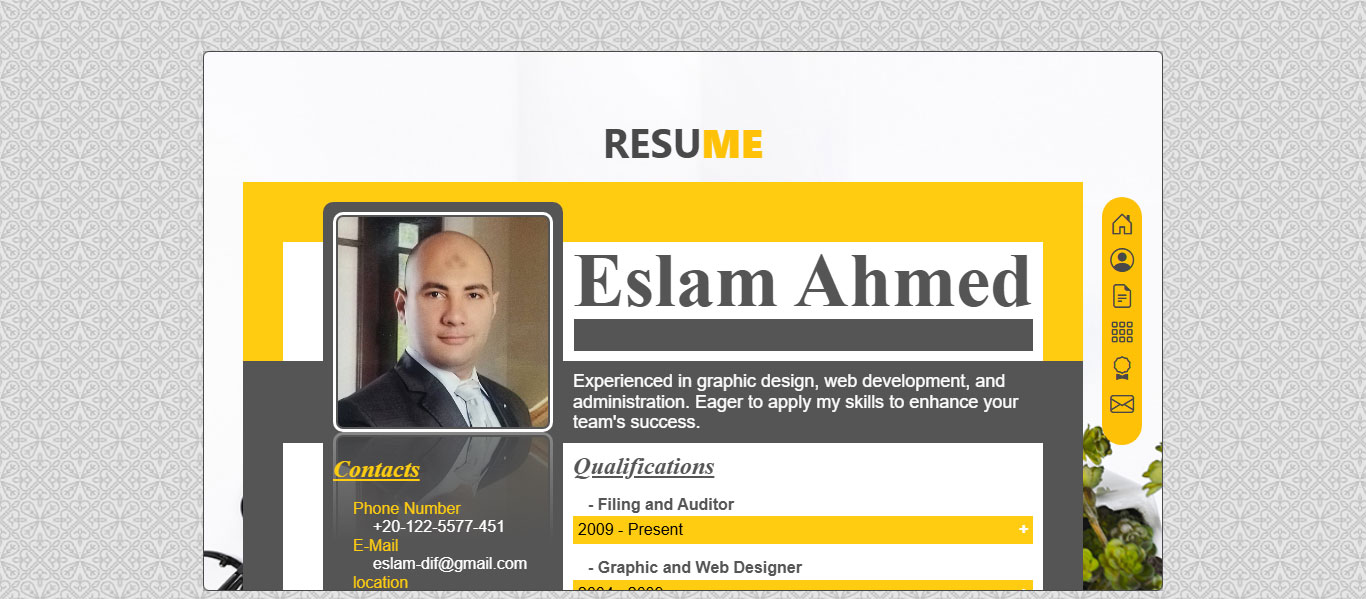 RESUME
Eslam Ahmed
Experienced in graphic design, web development, and
administration. Eager to apply my skills to enhance your
team's success.
Contacts
Phone Number
+20-122-5577-451
E-Mail
eslam-dif@gmail.com
location
Qualifications
- Filing and Auditor
2009 - Present +
- Graphic and Web Designer